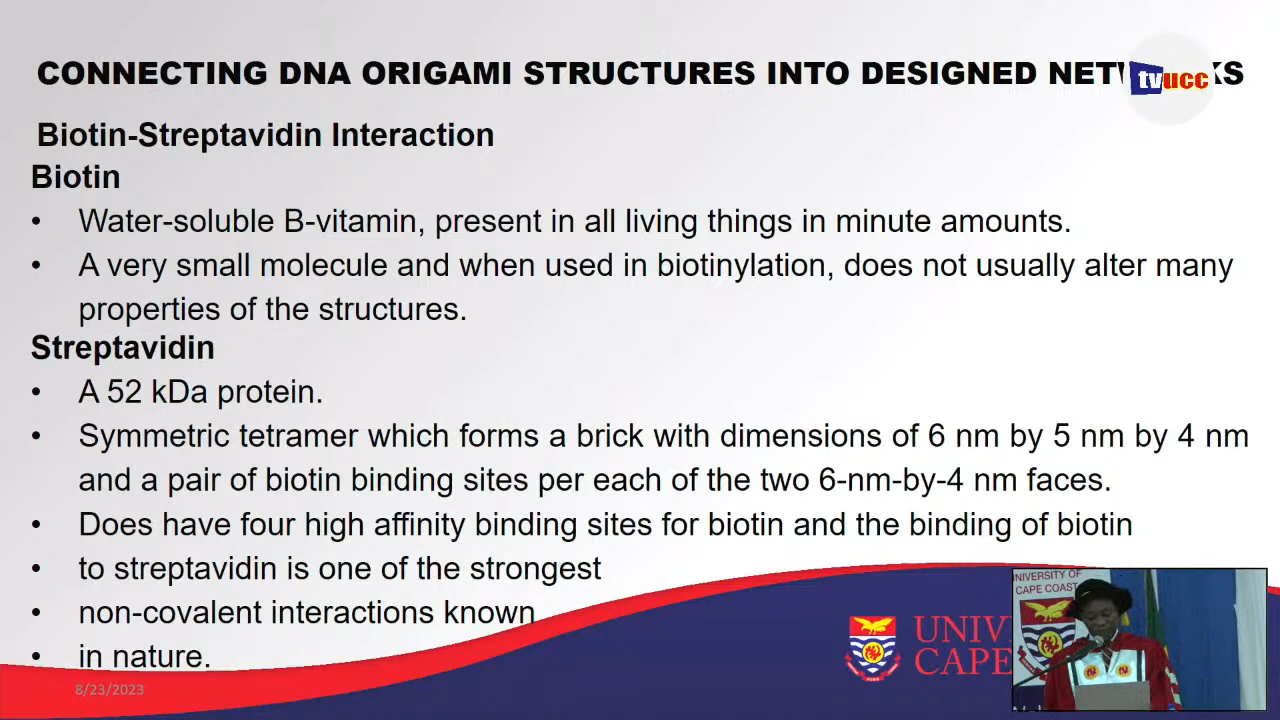 CONNECTING DNA ORIGAMI STRUCTURES INTO DESIGNED
tvucc
Biotin-Streptavidin Interaction
Biotin
• Water-soluble B-vitamin, present in all living things in minute amounts.
• A very small molecule and when used in biotinylation, does not usually alter many
properties of the structures.
Streptavidin
• A 52 kDa protein.
• Symmetric tetramer which forms a brick with dimensions of 6 nm by 5 nm by 4 nm
and a pair of biotin binding sites per each of the two 6-nm-by-4 nm faces.
• Does have four high affinity binding sites for biotin and the binding of biotin
• to streptavidin is one of the strongest
• non-covalent interactions known
• in nature.
8/23/2023
UNIV
CAPE
UNIVERSITY OF
CAPE COAST